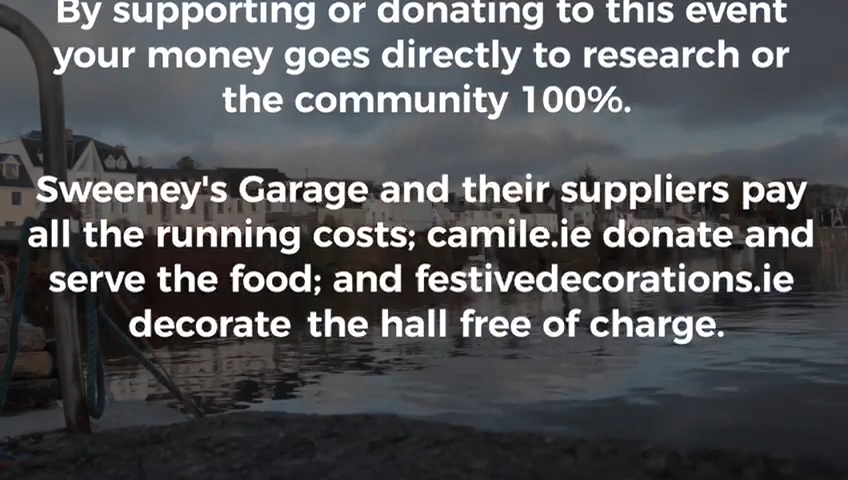 By supporting or donating to this event
your money goes directly to research or
the community 100%.
Sweeney's Garage and their suppliers pay
all the running costs; camile.ie donate and
serve the food; and festivedecorations.ie
decorate the hall free of charge.